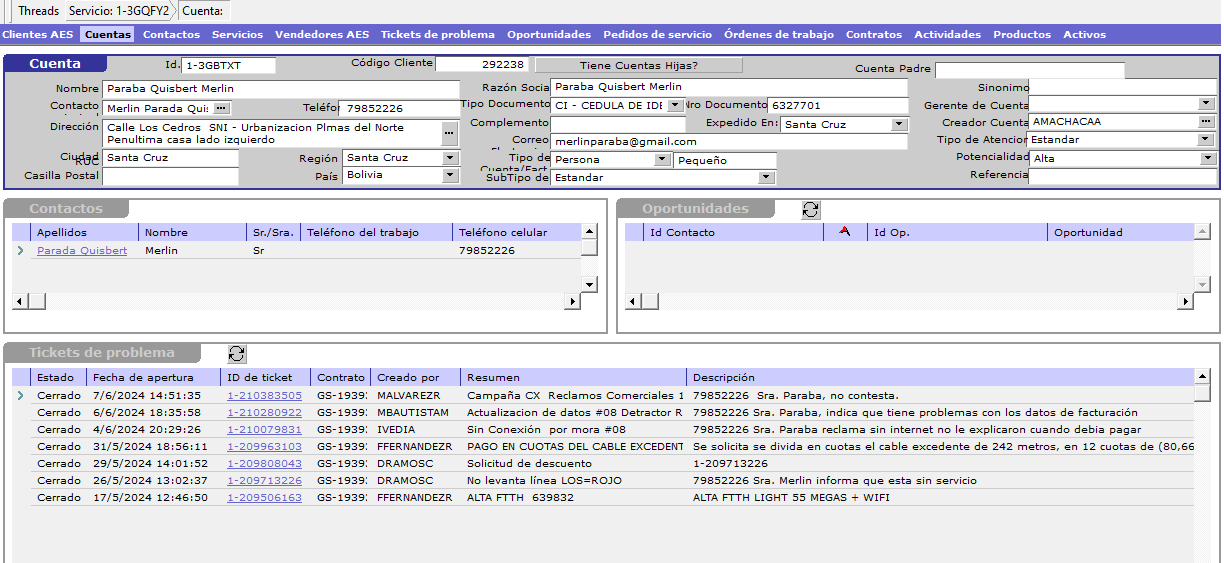 Threads Servicio: 1-3GQFY2 Cuenta:
Clientes AES Cuentas Contactos Servicios Vendedores AES Tickets de problema Oportunidades Pedidos de servicio Órdenes de trabajo Contratos Actividades Productos Activos
Cuenta Id. 1-3GBTXT Código Cliente 292238 Tiene Cuentas Hijas? Cuenta Padre
Nombre Paraba Quisbert Merlin Razón Socia Paraba Quisbert Merlin Sinonimo
Contacto Merlin Parada Quis Teléfor 79852226 Tipo Documento CI - CEDULA DE IDE Nro Documento 6327701 Gerente de Cuenta
Dirección Calle Los Cedros SNI - Urbanizacion Plmas del Norte Complemento Expedido En: Santa Cruz Creador Cuenta AMACHACAA
Penultima casa lado izquierdo Correo merlinparaba@gmail.com Tipo de Atencior Estandar
Ciudad Santa Cruz Región Santa Cruz Tipo de Persona Pequeño Potencialidad Alta
RUC Cuenta/Fact
Casilla Postal País Bolivia SubTipo de Estandar Referencia
Contactos
Apellidos Nombre Sr./Sra. Teléfono del trabajo Teléfono celular
Parada Quisbert Merlin Sr 79852226
Oportunidades
Id Contacto Id Op. Oportunidad
Tickets de problema
Estado Fecha de apertura ID de ticket Contrato Creado por Resumen Descripción
Cerrado 7/6/2024 14:51:35 1-210383505 GS-1939 MALVAREZR Campaña CX Reclamos Comerciales 1 79852226 Sra. Paraba, no contesta.
Cerrado 6/6/2024 18:35:58 1-210280922 GS-1939 MBAUTISTAM Actualizacion de datos #08 Detractor R 79852226 Sra. Paraba, indica que tiene problemas con los datos de facturación
Cerrado 4/6/2024 20:29:26 1-210079831 GS-1939 IVEDIA Sin Conexión por mora #08 79852226 Sra. Paraba reclama sin internet no le explicaron cuando debia pagar
Cerrado 31/5/2024 18:56:11 1-209963103 GS-1939 FFERNANDEZR PAGO EN CUOTAS DEL CABLE EXCEDENT Se solicita se divida en cuotas el cable excedente de 242 metros, en 12 cuotas de (80,66
Cerrado 29/5/2024 14:01:52 1-209808043 GS-1939 DRAMOSC Solicitud de descuento 1-209713226
Cerrado 26/5/2024 13:02:37 1-209713226 GS-1939 DRAMOSC No levanta línea LOS=ROJO 79852226 Sra. Merlin informa que esta sin servicio
Cerrado 17/5/2024 12:46:50 1-209506163 GS-1939 FFERNANDEZR ALTA FTTH 639832 ALTA FTTH LIGHT 55 MEGAS + WIFI